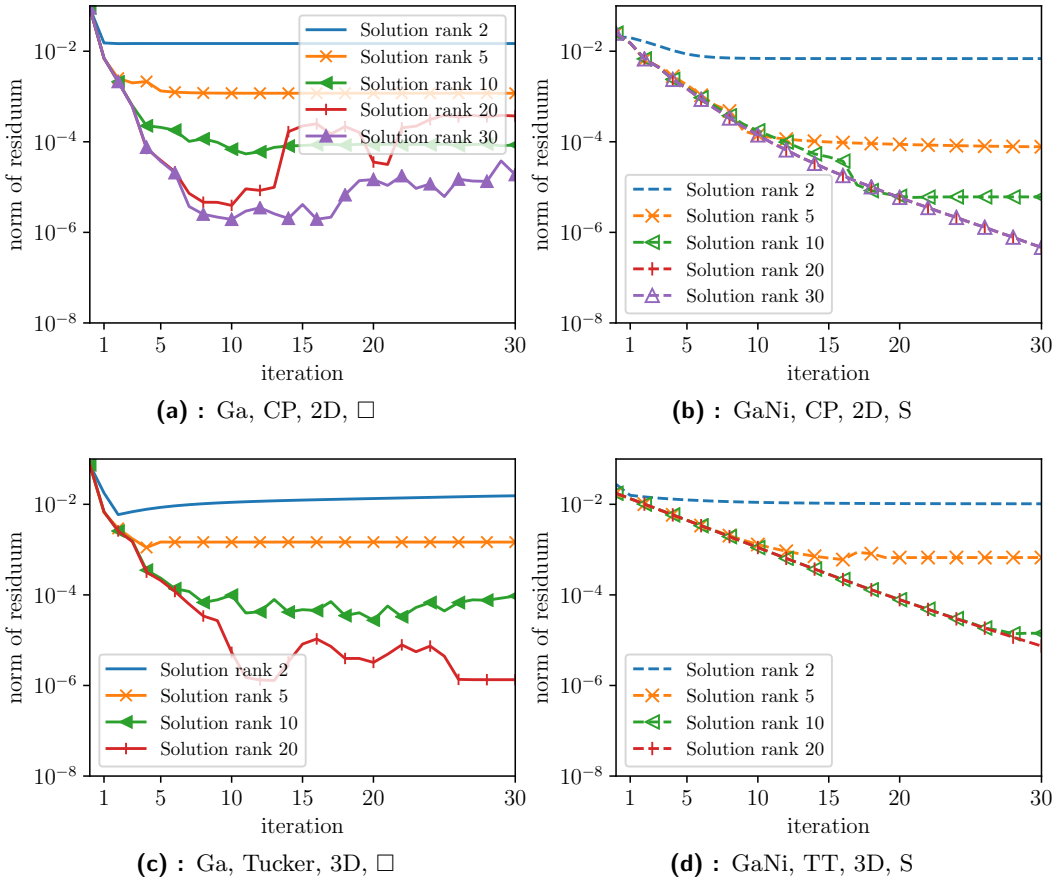 10⁻²
10⁻⁴
10⁻⁶
10⁻⁸
norm of residuum
Solution rank 2
Solution rank 5
Solution rank 10
Solution rank 20
Solution rank 30
1 5 10 15 20 30
iteration
(a) : Ga, CP, 2D, □
10⁻²
10⁻⁴
10⁻⁶
10⁻⁸
norm of residuum
Solution rank 2
Solution rank 5
Solution rank 10
Solution rank 20
Solution rank 30
1 5 10 15 20 30
iteration
(b) : GaNi, CP, 2D, S
10⁻²
10⁻⁴
10⁻⁶
10⁻⁸
norm of residuum
Solution rank 2
Solution rank 5
Solution rank 10
Solution rank 20
1 5 10 15 20 30
iteration
(c) : Ga, Tucker, 3D, □
10⁻²
10⁻⁴
10⁻⁶
10⁻⁸
norm of residuum
Solution rank 2
Solution rank 5
Solution rank 10
Solution rank 20
1 5 10 15 20 30
iteration
(d) : GaNi, TT, 3D, S